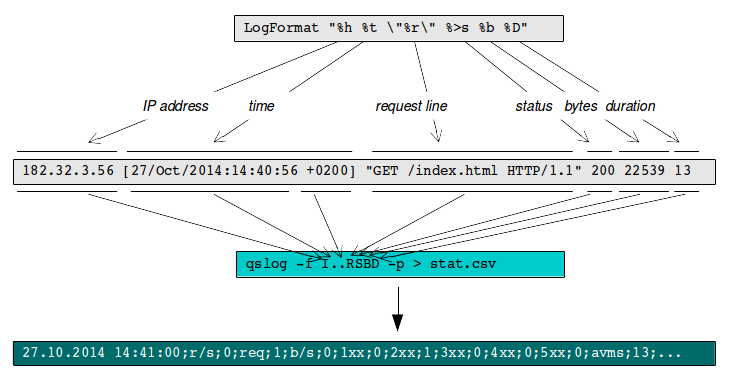 LogFormat "%h %t \"%r\" %>s %b %D"
IP address time request line status bytes duration
182.32.3.56 [27/Oct/2014:14:40:56 +0200] "GET /index.html HTTP/1.1" 200 22539 13
qslog -f I..RSBD -p > stat.csv
27.10.2014 14:41:00;r/s;0;req;1;b/s;0;1xx;0;2xx;1;3xx;0;4xx;0;5xx;0;avms;13;...